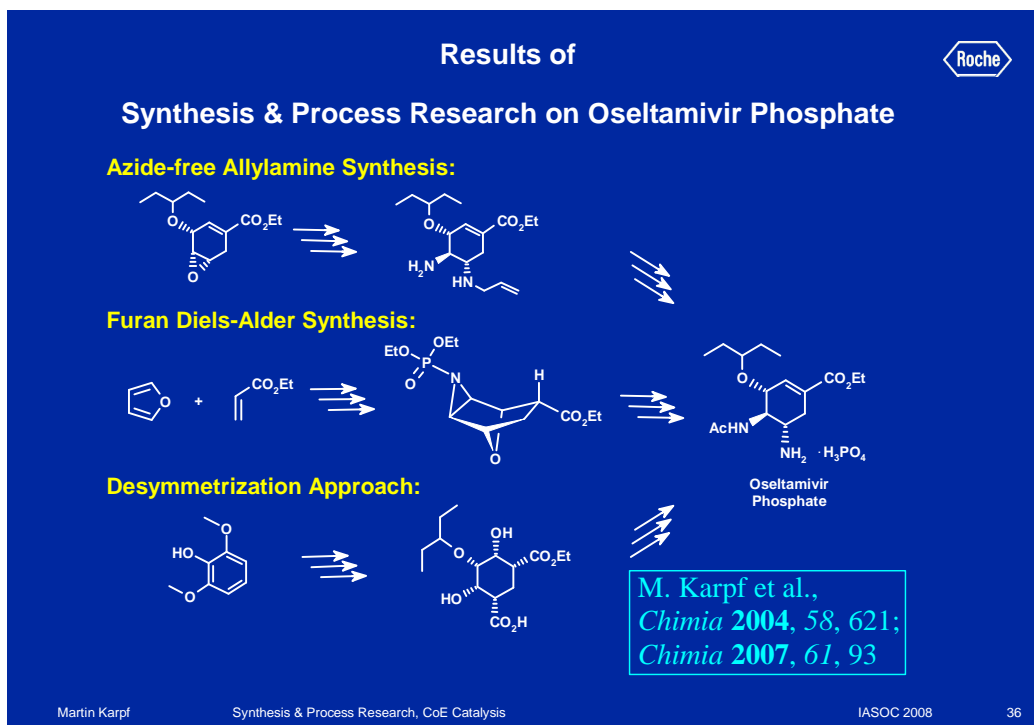 Results of
Roche
Synthesis & Process Research on Oseltamivir Phosphate
Azide-free Allylamine Synthesis:
O
CO2Et
O
O
CO2Et
H2N
HN
Furan Diels-Alder Synthesis:
O
+
CO2Et
EtO
OEt
P
O
N
H
CO2Et
O
O
CO2Et
AcHN
NH2 · H3PO4
Oseltamivir
Phosphate
Desymmetrization Approach:
O
HO
O
OH
O
CO2Et
HO
CO2H
M. Karpf et al.,
Chimia 2004, 58, 621;
Chimia 2007, 61, 93
Martin Karpf
Synthesis & Process Research, CoE Catalysis
IASOC 2008
36